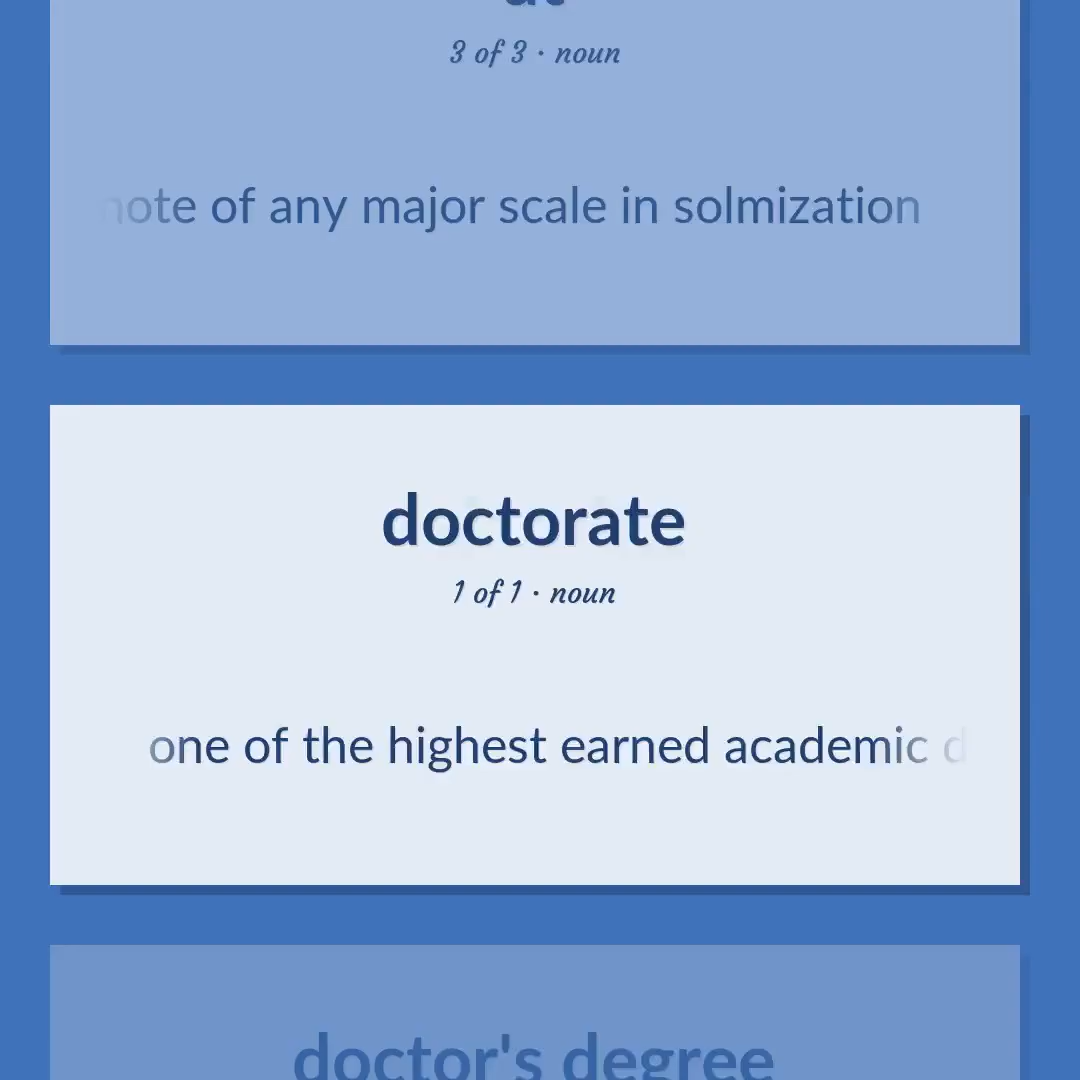 3 of 3 · noun
note of any major scale in solmization
doctorate
1 of 1 · noun
one of the highest earned academic d
doctor's degree